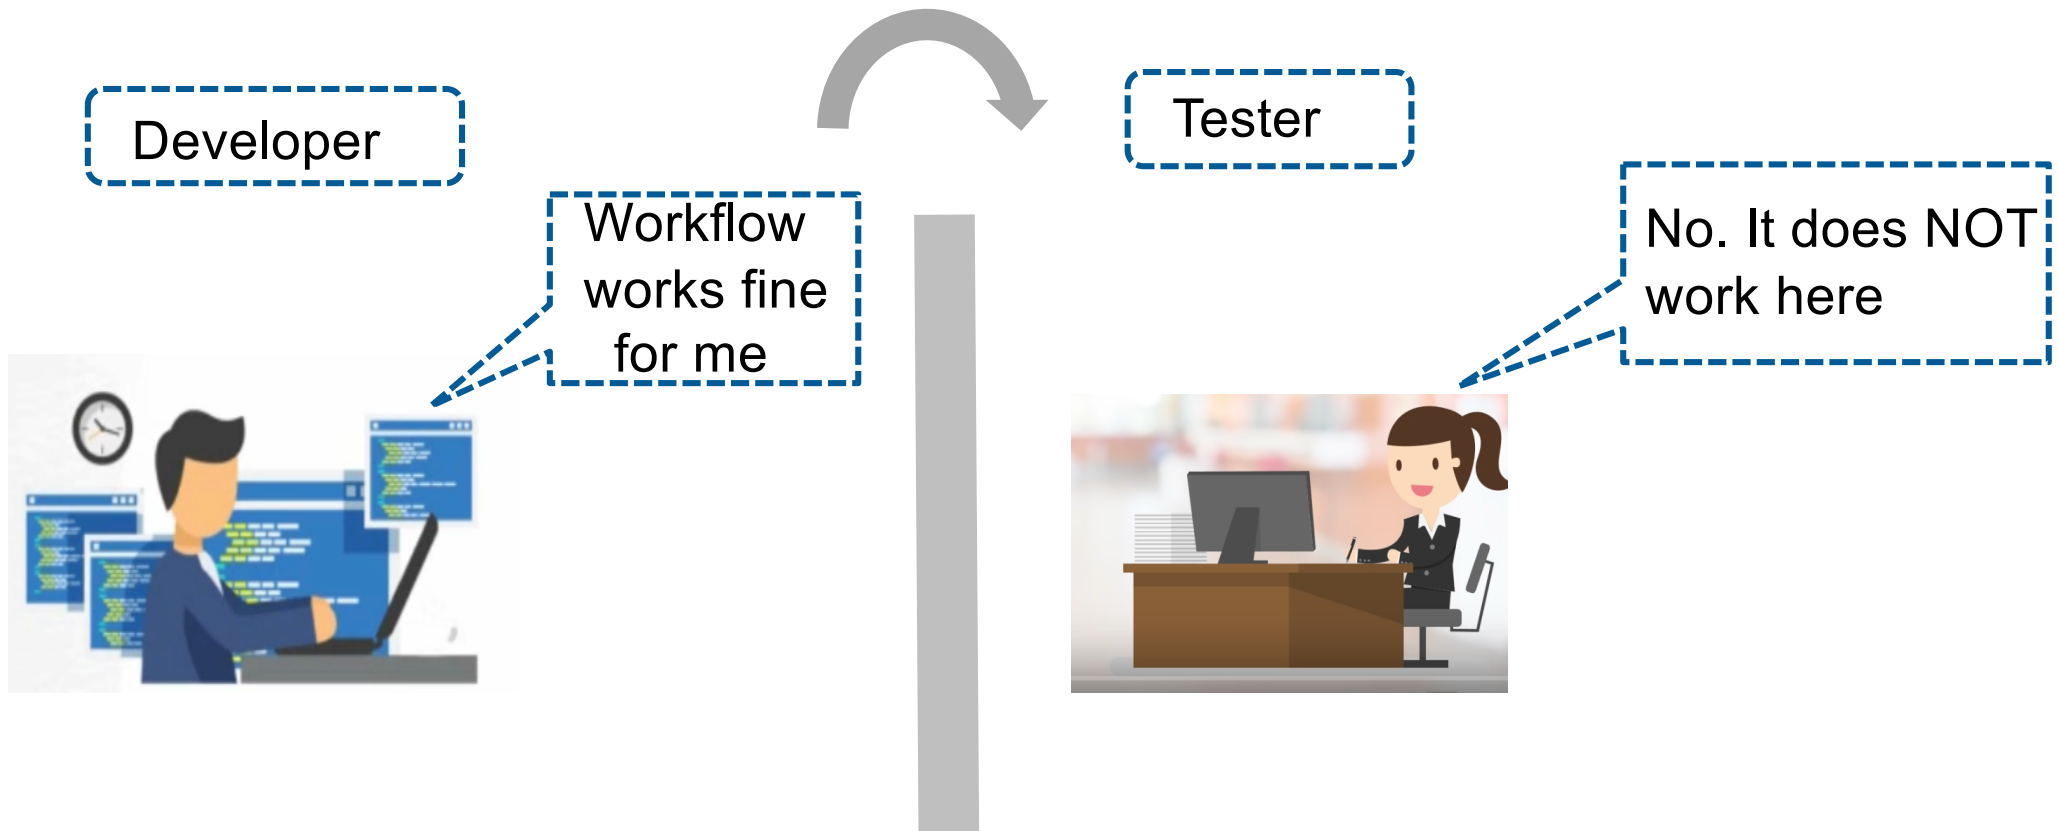 Developer
Workflow
works fine
for me
Tester
No. It does NOT
work here